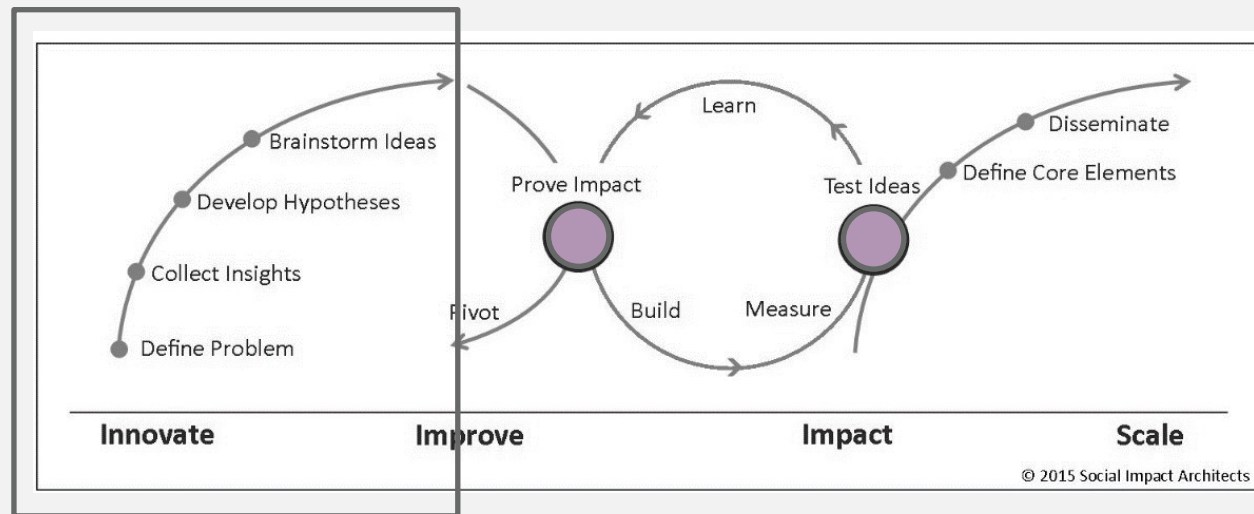 Learn
Brainstorm Ideas
Disseminate
Prove Impact
Test Ideas
Define Core Elements
Develop Hypotheses
Collect Insights
Pivot
Build
Measure
Define Problem
Innovate
Improve
Impact
Scale
© 2015 Social Impact Architects